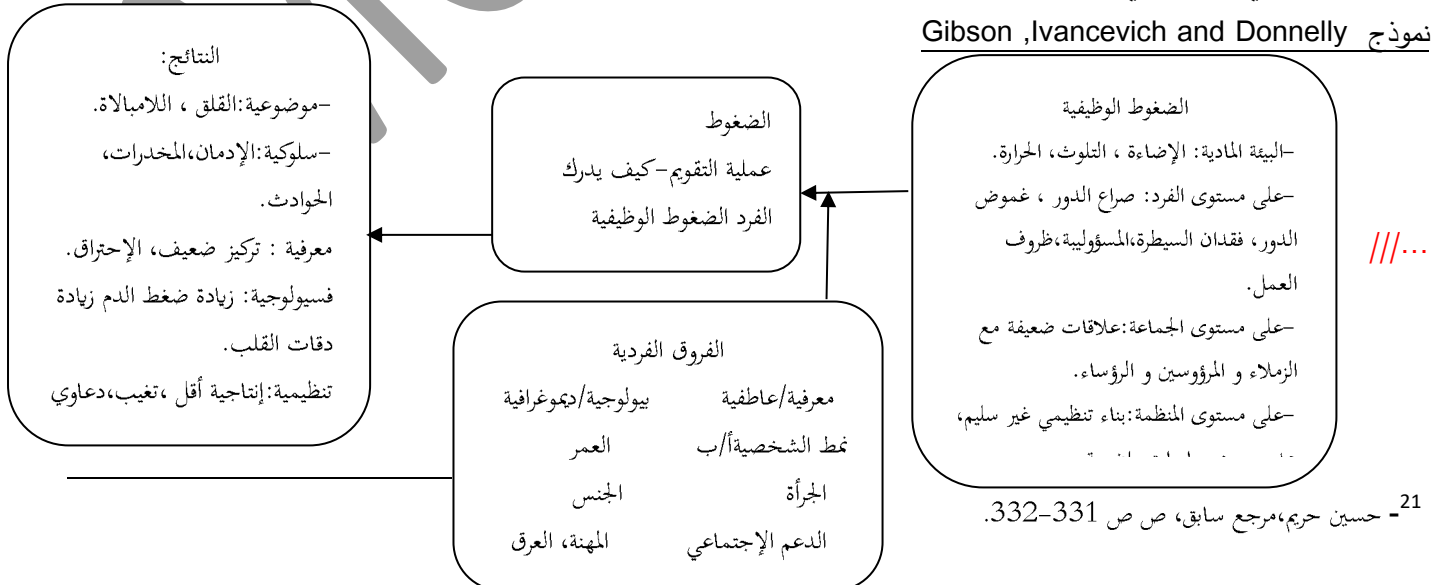 نموذج Gibson ,Ivancevich and Donnelly
الضغوط الوظيفية
-البيئة المادية: الإضاءة ، التلوث، الحرارة.
-على مستوى الفرد: صراع الدور ، غموض
الدور، فقدان السيطرة،المسؤوليبة،ظروف
العمل.
-على مستوى الجماعة:علاقات ضعيفة مع
الزملاء و المرؤوسين و الرؤساء.
-على مستوى المنظمة:بناء تنظيمي غير سليم،
///...
الضغوط
عملية التقويم-كيف يدرك
الفرد الضغوط الوظيفية
النتائج:
-موضوعية:القلق ، اللامبالاة.
-سلوكية:الإدمان،المخدرات،
الحوادث.
معرفية : تركيز ضعيف، الإحتراق.
فسيولوجية: زيادة ضغط الدم زيادة
دقات القلب.
تنظيمية:إنتاجية أقل ،تغيب،دعاوي
الفروق الفردية
معرفية/عاطفية بيولوجية/ديموغرافية
نمط الشخصيةأ/ب العمر
الجرأة الجنس
الدعم الإجتماعي المهنة، العرق
21- حسين حريم،مرجع سابق، ص ص 331-332.